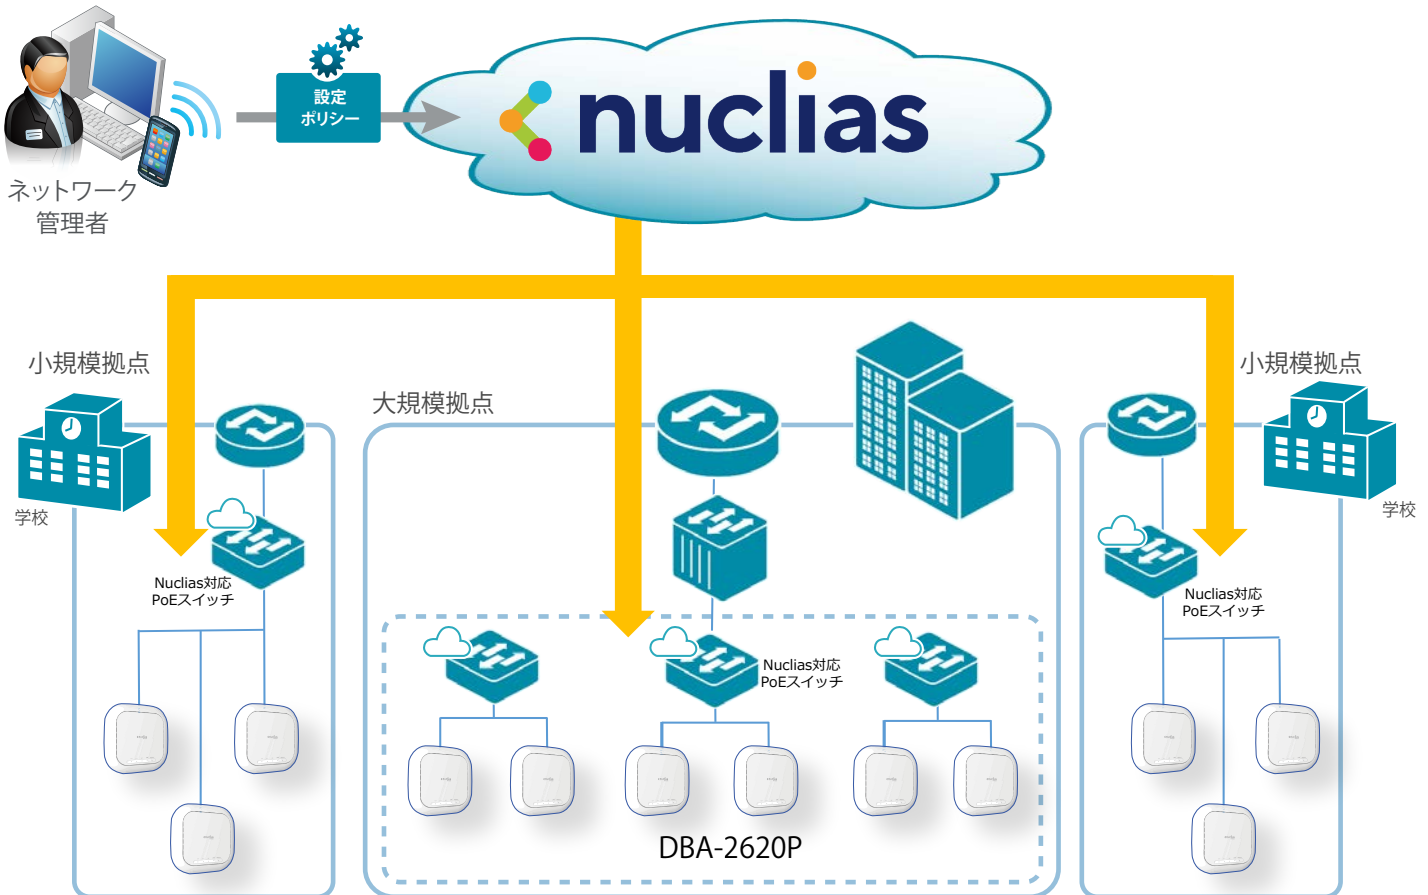 設定
ポリシー
nuclias
ネットワーク
管理者
小規模拠点
学校
Nuclias対応
PoEスイッチ
大規模拠点
Nuclias対応
PoEスイッチ
DBA-2620P
小規模拠点
学校
Nuclias対応
PoEスイッチ